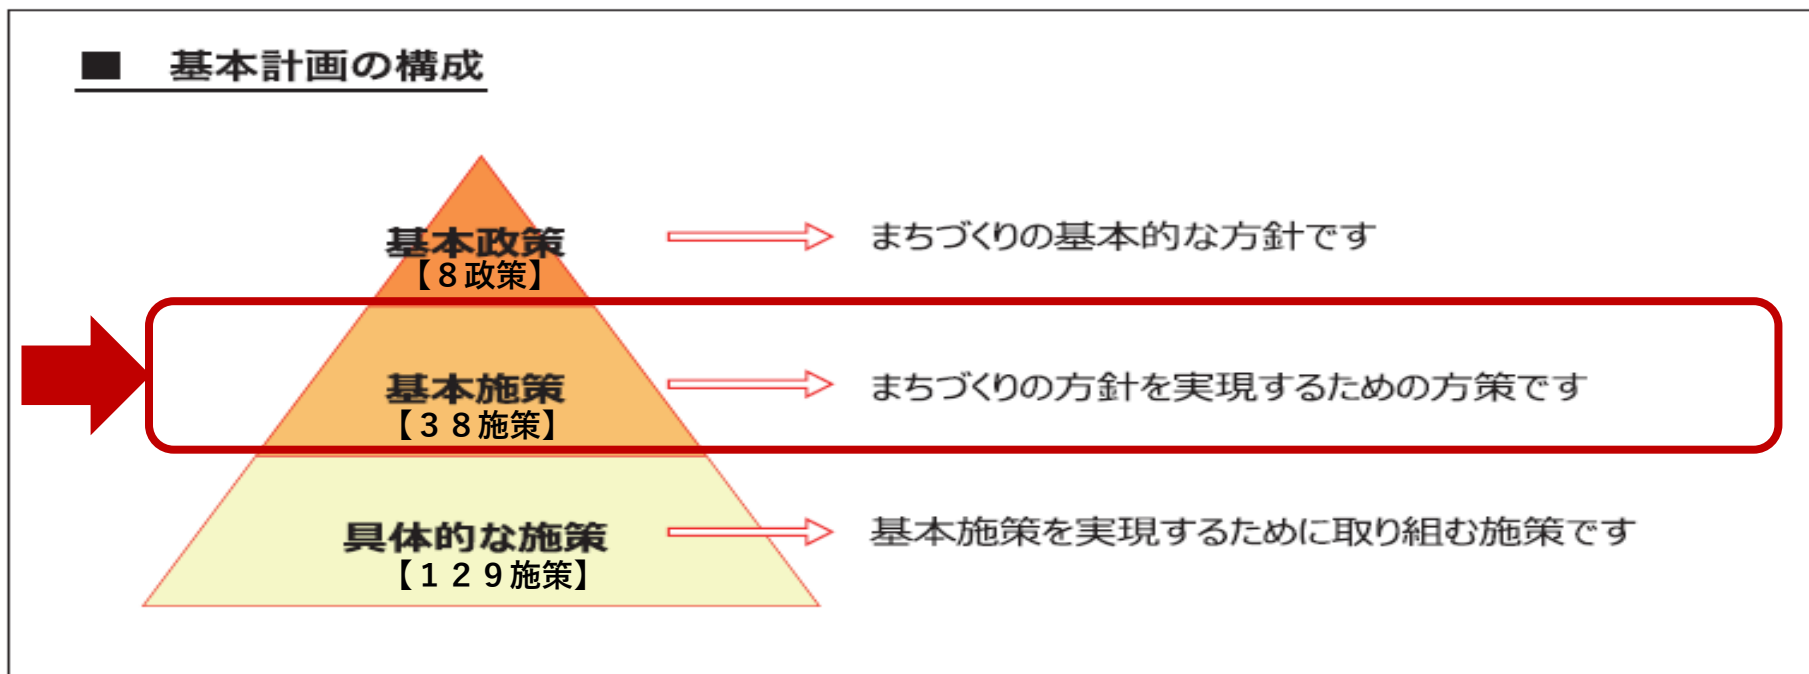 ■ 基本計画の構成
基本政策
【８政策】
まちづくりの基本的な方針です
基本施策
【３８施策】
まちづくりの方針を実現するための方策です
具体的な施策
【１２９施策】
基本施策を実現するために取り組む施策です